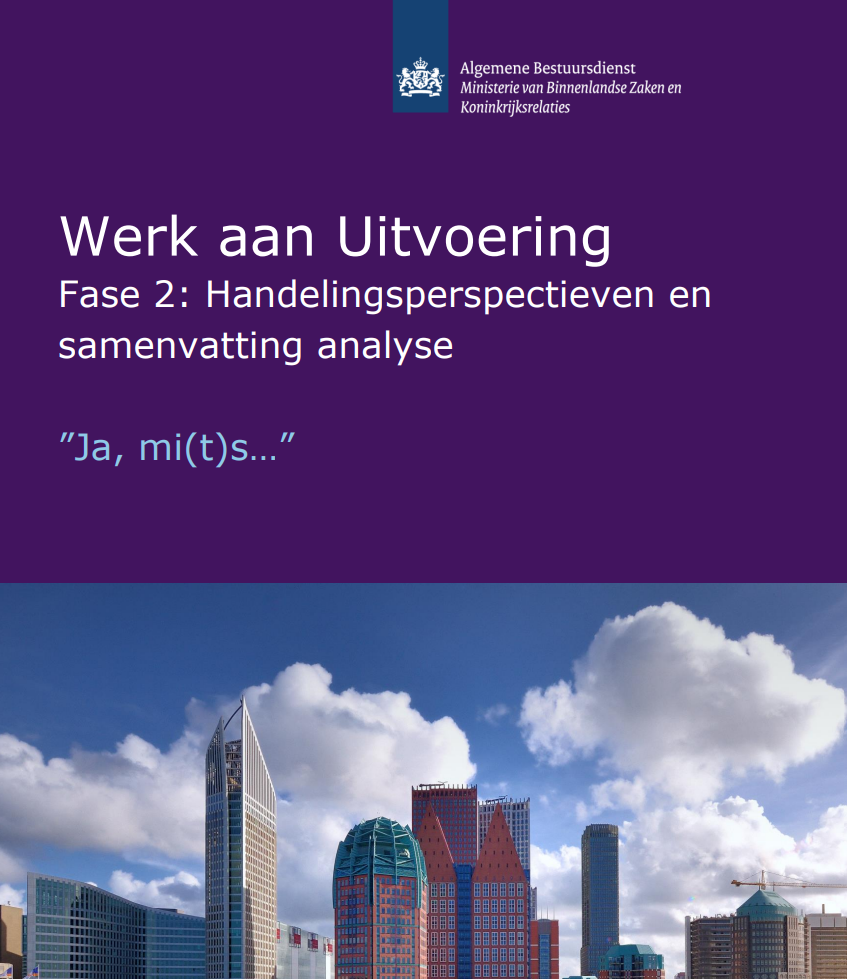 Algemene Bestuursdienst
Ministerie van Binnenlandse Zaken en
Koninkrijksrelaties
Werk aan Uitvoering
Fase 2: Handelingsperspectieven en
samenvatting analyse
”Ja, mi(t)s…”